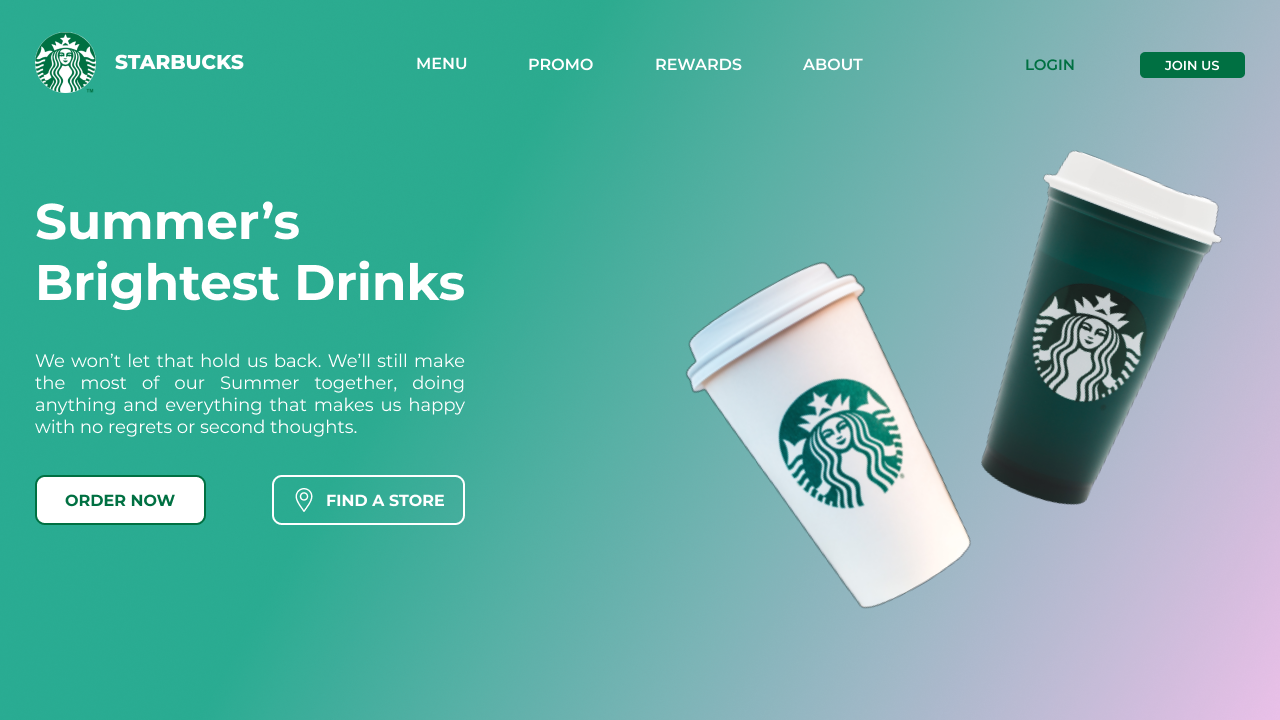 STARBUCKS
MENU
PROMO
REWARDS
ABOUT
LOGIN
JOIN US
Summer’s
Brightest Drinks
We won’t let that hold us back. We’ll still make
the most of our Summer together, doing
anything and everything that makes us happy
with no regrets or second thoughts.
ORDER NOW
FIND A STORE